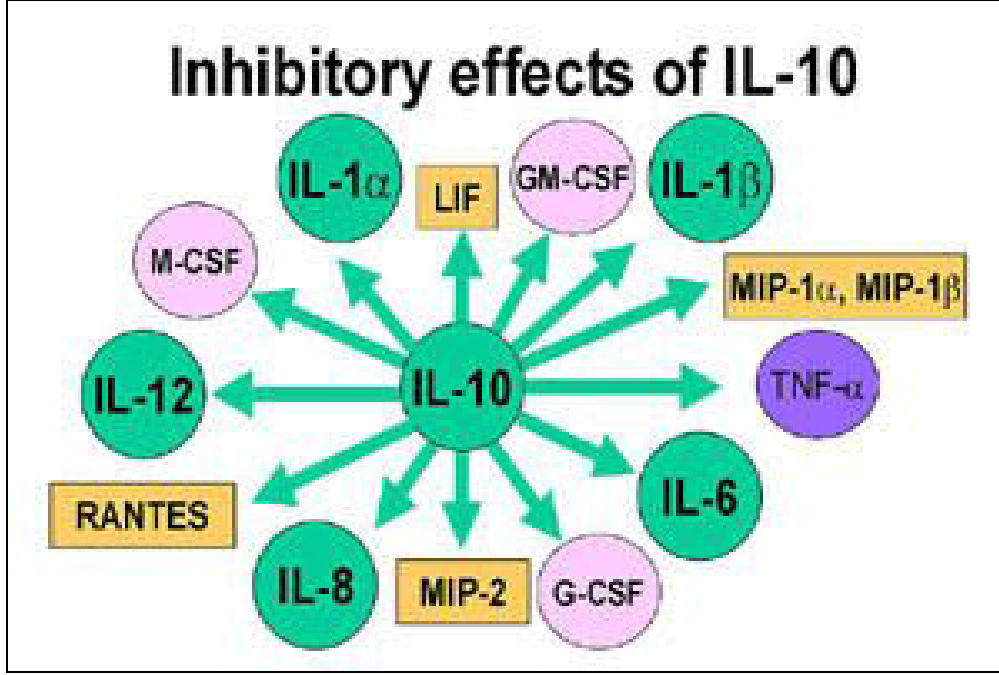 Inhibitory effects of IL-10
IL-1α
LIF
GM-CSF
IL-1β
M-CSF
MIP-1α, MIP-1β
IL-12
IL-10
TNF-α
RANTES
IL-6
IL-8
MIP-2
G-CSF